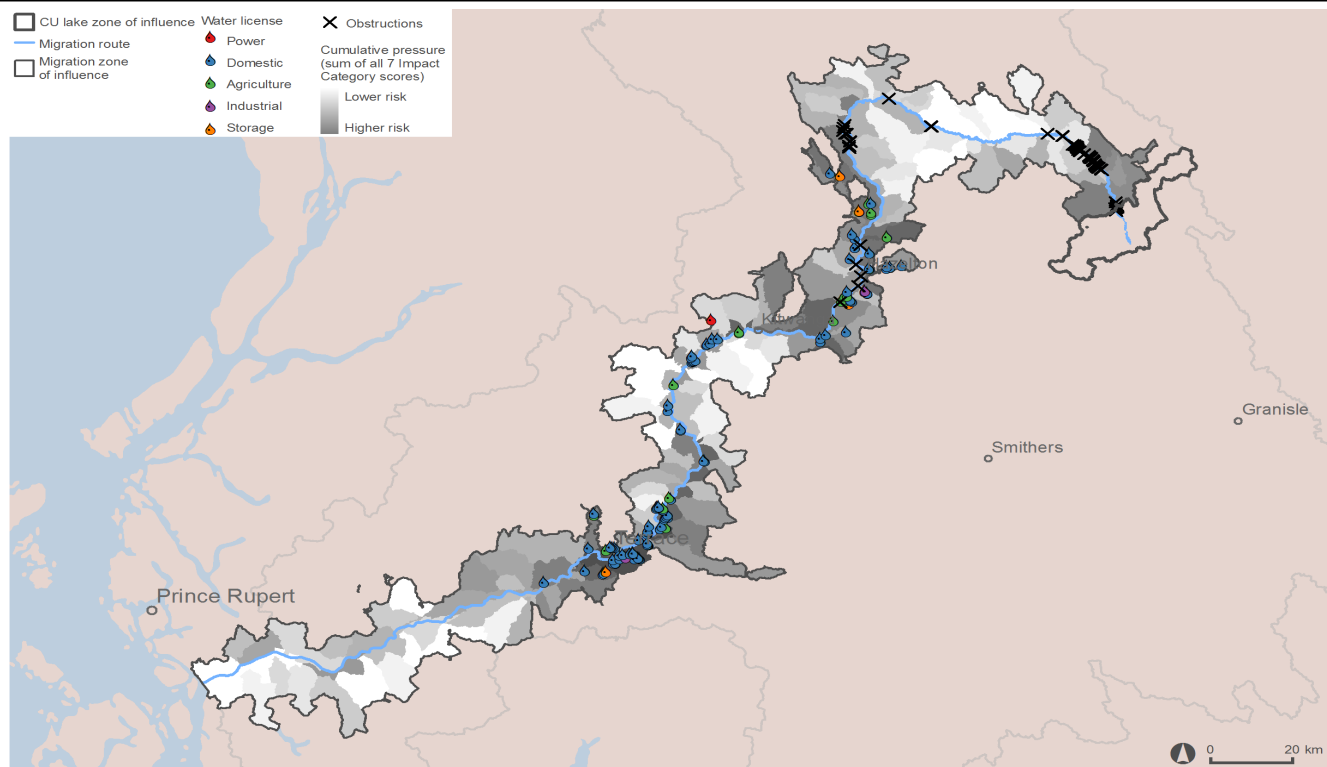 CU lake zone of influence
Migration route
Migration zone
of influence
Water license
Power
Domestic
Agriculture
Industrial
Storage
Obstructions
Cumulative pressure
(sum of all 7 Impact
Category scores)
Lower risk
Higher risk
Granisle
Smithers
Terrace
Prince Rupert
0 20 km